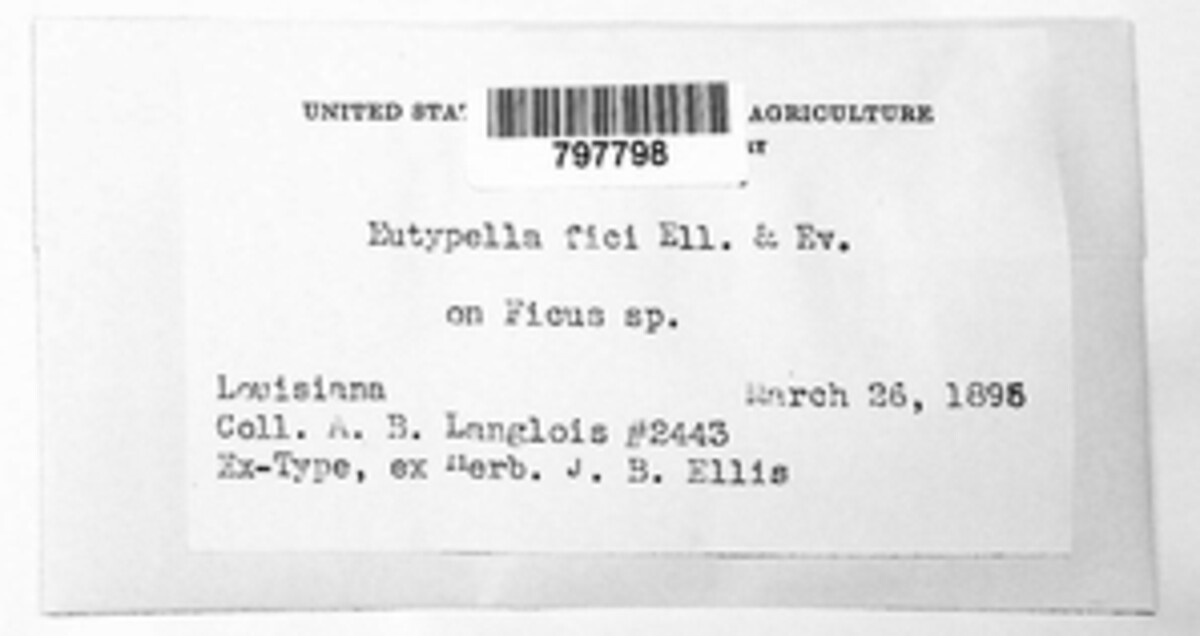 UNITED STA AGRICULTURE
797798
Eutypella fici Ell. & Ev.
on Ficus sp.
Louisiana March 26, 1895
Coll. A. B. Langlois #2443
Ex-Type, ex Herb. J. B. Ellis